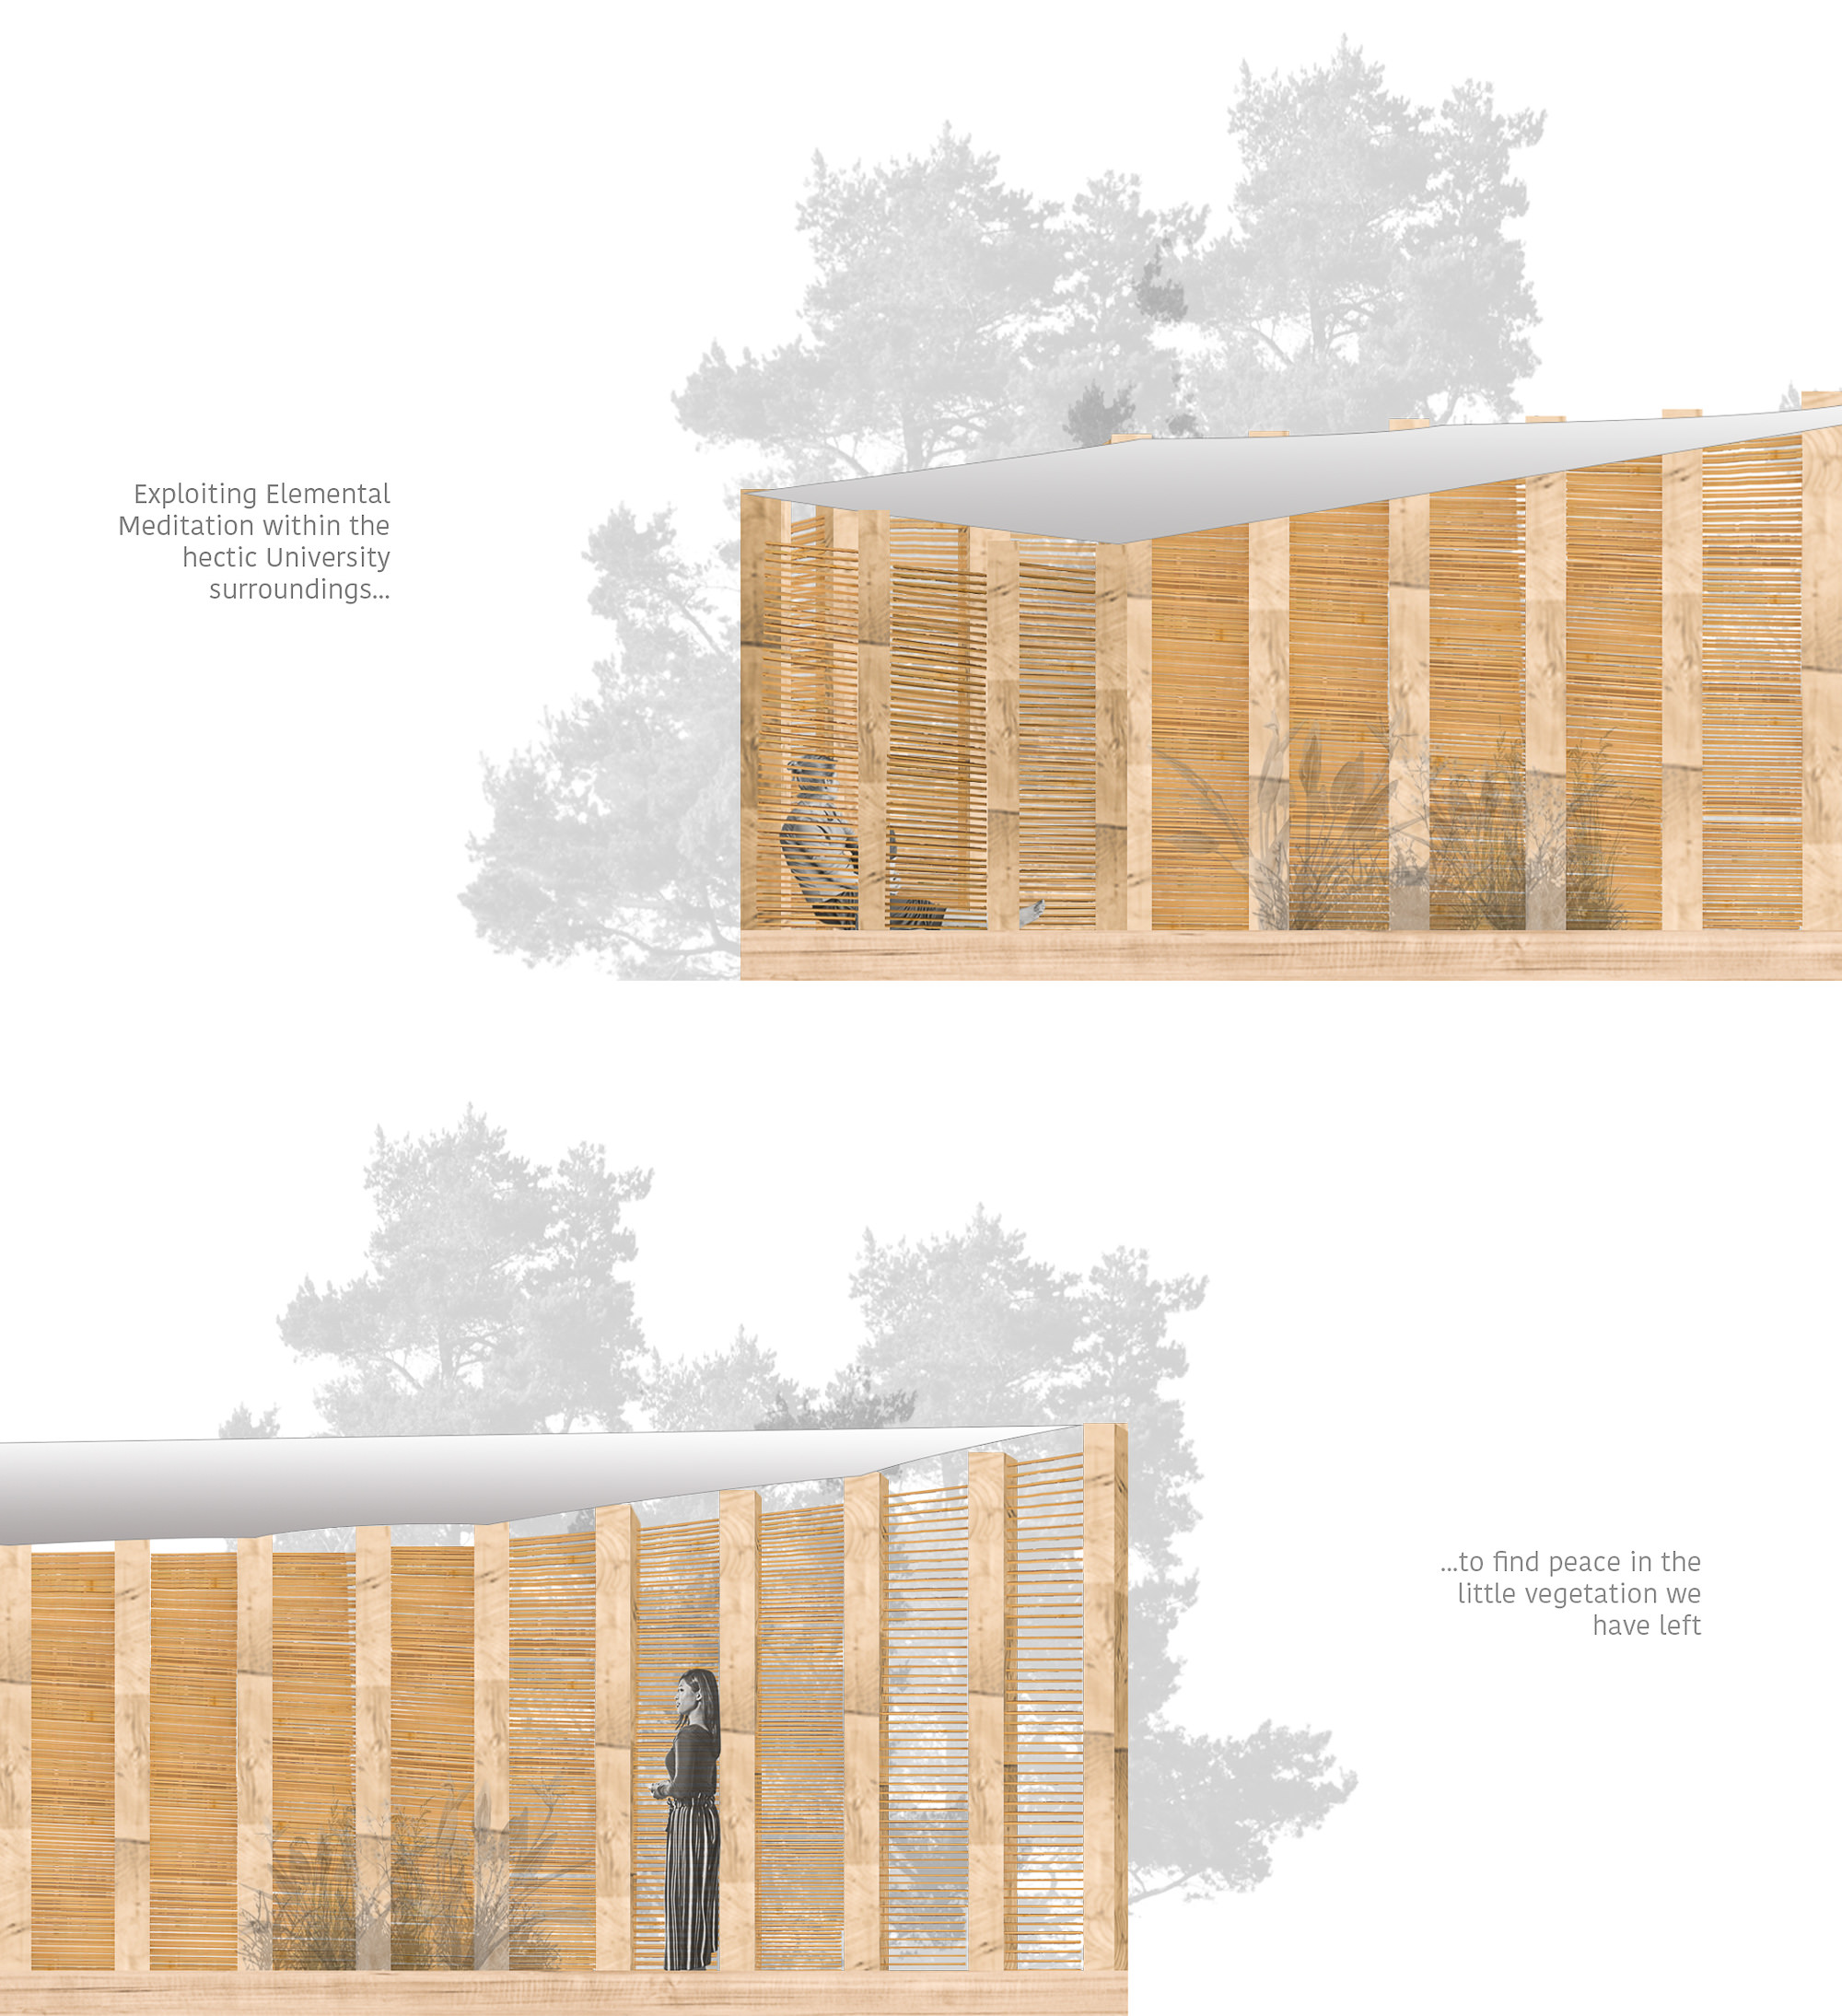 Exploiting Elemental
Meditation within the
hectic University
surroundings...
...to find peace in the
little vegetation we
have left